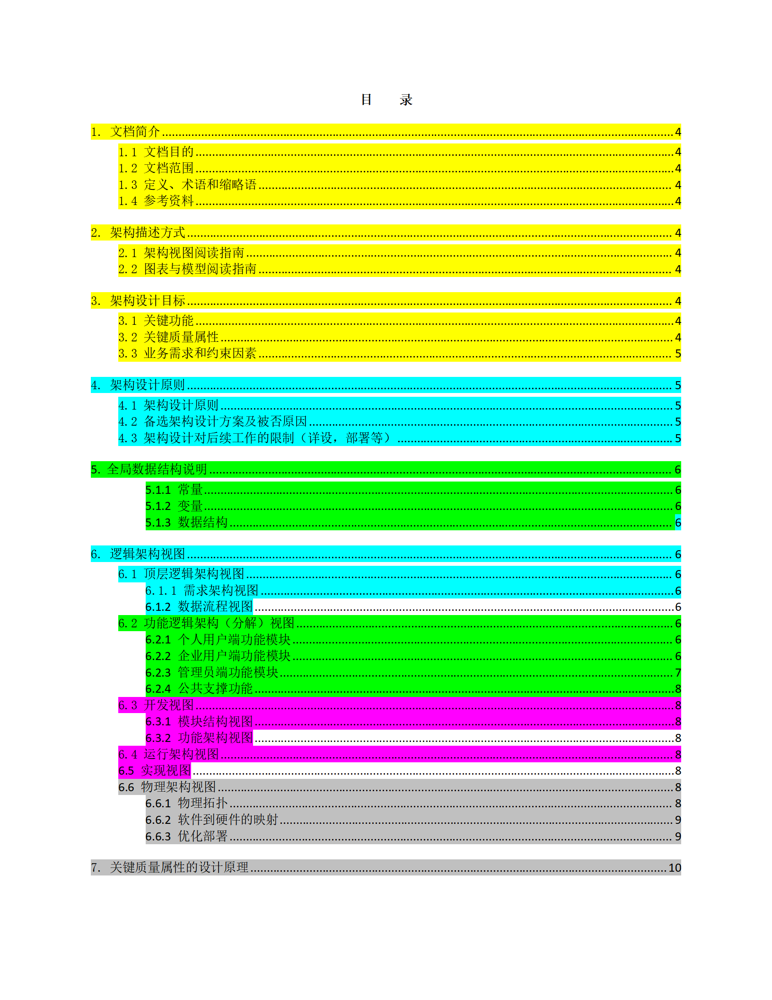 目 录
1. 文档简介 4
1.1 文档目的 4
1.2 文档范围 4
1.3 定义、术语和缩略语 4
1.4 参考资料 4
2. 架构描述方式 4
2.1 架构视图阅读指南 4
2.2 图表与模型阅读指南 4
3. 架构设计目标 4
3.1 关键功能 4
3.2 关键质量属性 4
3.3 业务需求和约束因素 5
4. 架构设计原则 5
4.1 架构设计原则 5
4.2 备选架构设计方案及被否原因 5
4.3 架构设计对后续工作的限制（详设，部署等） 5
5. 全局数据结构说明 6
5.1.1 常量 6
5.1.2 变量 6
5.1.3 数据结构 6
6. 逻辑架构视图 6
6.1 顶层逻辑架构视图 6
6.1.1 需求架构视图 6
6.1.2 数据流程视图 6
6.2 功能逻辑架构（分解）视图 6
6.2.1 个人用户端功能模块 6
6.2.2 企业用户端功能模块 6
6.2.3 管理员端功能模块 7
6.2.4 公共支撑功能 8
6.3 开发视图 8
6.3.1 模块结构视图 8
6.3.2 功能架构视图 8
6.4 运行架构视图 8
6.5 实现视图 8
6.6 物理架构视图 8
6.6.1 物理拓扑 8
6.6.2 软件到硬件的映射 9
6.6.3 优化部署 9
7. 关键质量属性的设计原理 10